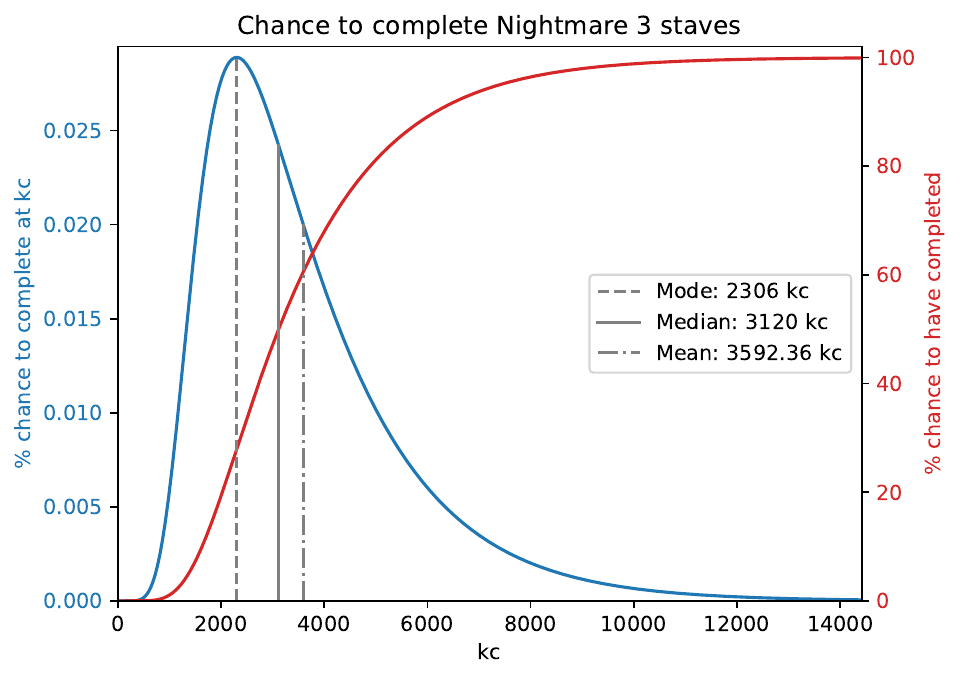 Chance to complete Nightmare 3 staves
% chance to complete at kc
0.025
0.020
0.015
0.010
0.005
0.000
100
80
60
40
20
0
% chance to have completed
Mode: 2306 kc
Median: 3120 kc
Mean: 3592.36 kc
0 2000 4000 6000 8000 10000 12000 14000
kc